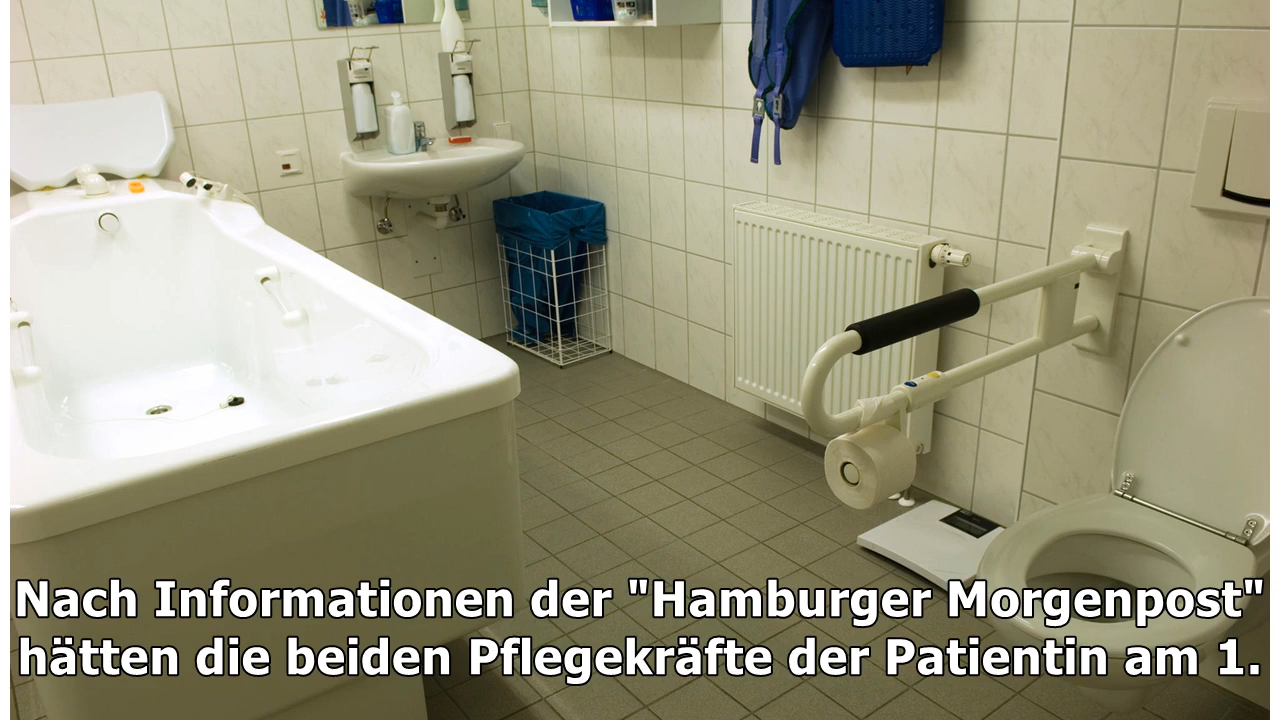 Nach Informationen der "Hamburger Morgenpost"
hätten die beiden Pflegekräfte der Patientin am 1.